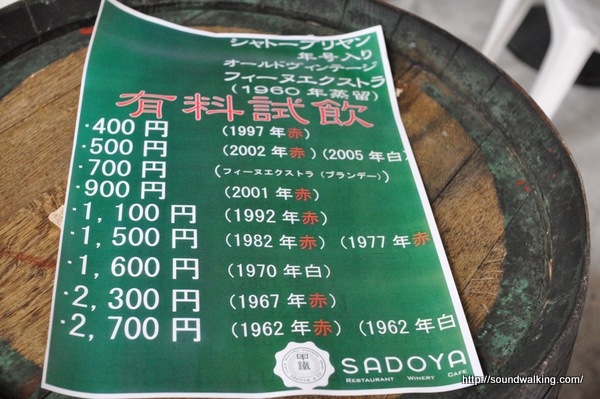 シャトーブリヤン
年号入り
オールドヴィンテージ
フィーヌエクストラ
(1960年蒸留)
有料試飲
・400円 (1997年赤)
・500円 (2002年赤)(2005年白)
・700円 (フィーヌエクストラ(ブランデー))
・900円 (2001年赤)
・1,100円 (1992年赤)
・1,500円 (1982年赤)(1977年赤
・1,600円 (1970年白)
・2,300円 (1967年赤)
・2,700円 (1962年赤)(1962年白
甲鐵
SADOYA
RESTAURANT WINERY CAFE
http://soundwalking.com/